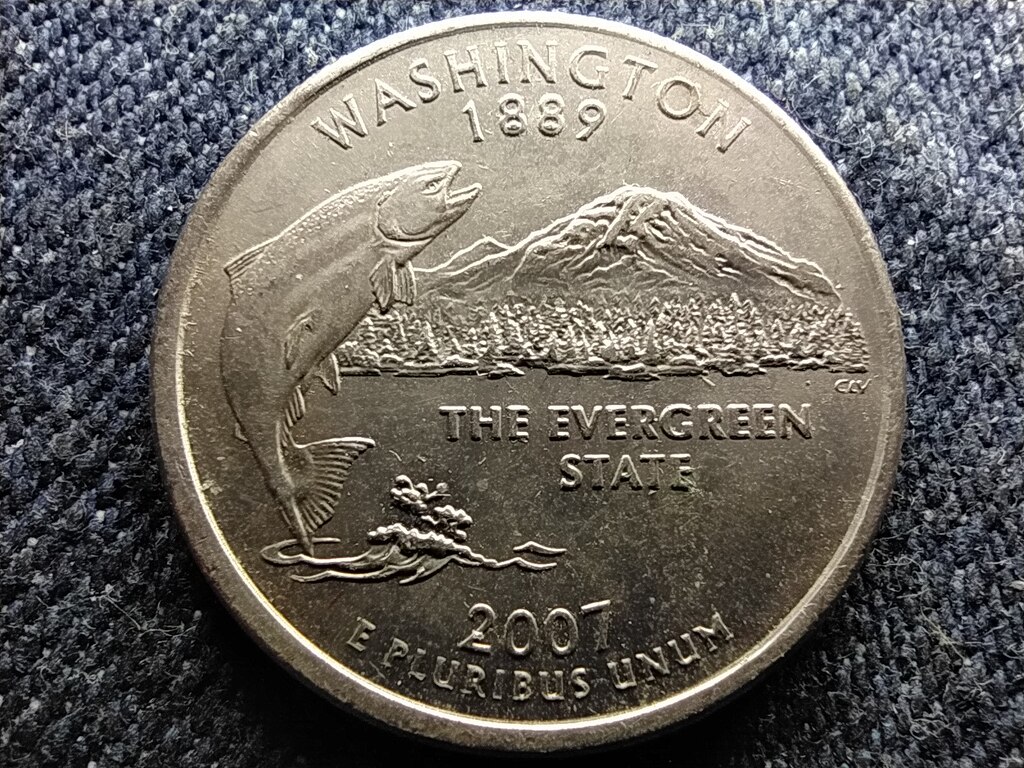 WASHINGTON
1889
CLV
THE EVERGREEN
STATE
2007
E PLURIBUS UNUM